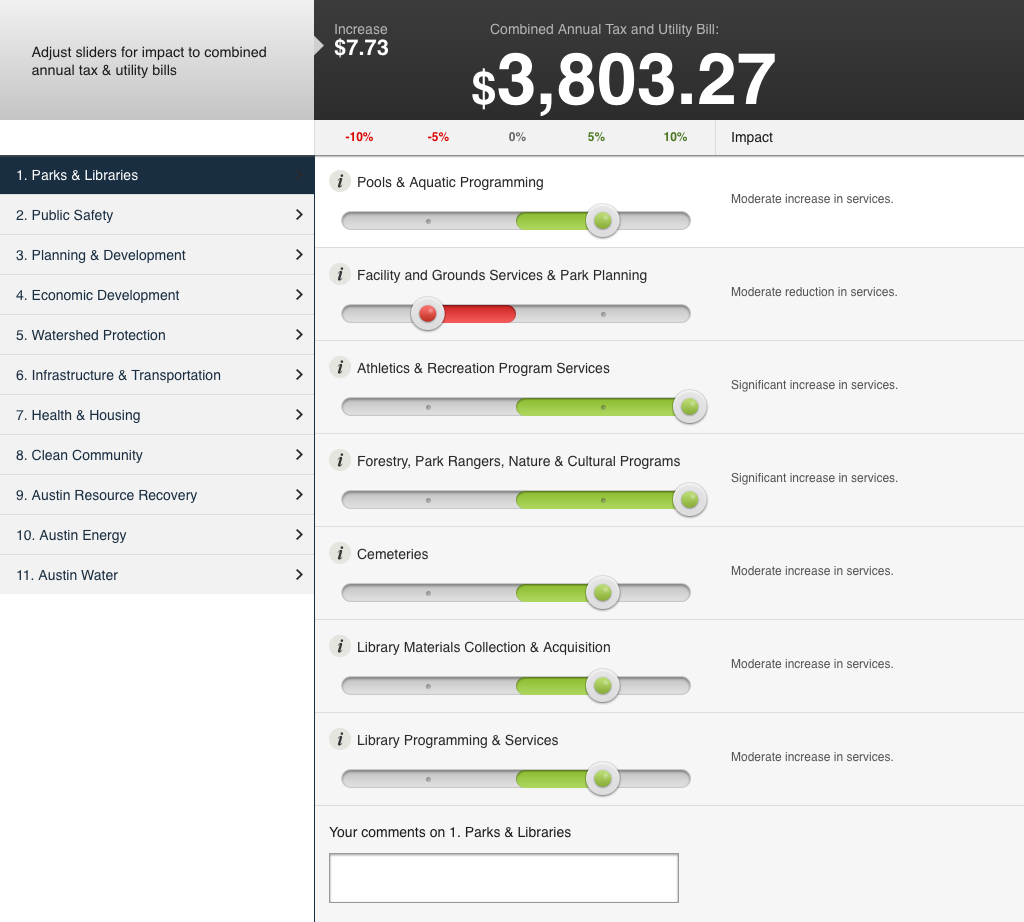 Adjust sliders for impact to combined
annual tax & utility bills
Increase
$7.73
Combined Annual Tax and Utility Bill:
$3,803.27
-10% -5% 0% 5% 10% Impact
1. Parks & Libraries
2. Public Safety
3. Planning & Development
4. Economic Development
5. Watershed Protection
6. Infrastructure & Transportation
7. Health & Housing
8. Clean Community
9. Austin Resource Recovery
10. Austin Energy
11. Austin Water
i Pools & Aquatic Programming
Moderate increase in services.
i Facility and Grounds Services & Park Planning
Moderate reduction in services.
i Athletics & Recreation Program Services
Significant increase in services.
i Forestry, Park Rangers, Nature & Cultural Programs
Significant increase in services.
i Cemeteries
Moderate increase in services.
i Library Materials Collection & Acquisition
Moderate increase in services.
i Library Programming & Services
Moderate increase in services.
Your comments on 1. Parks & Libraries